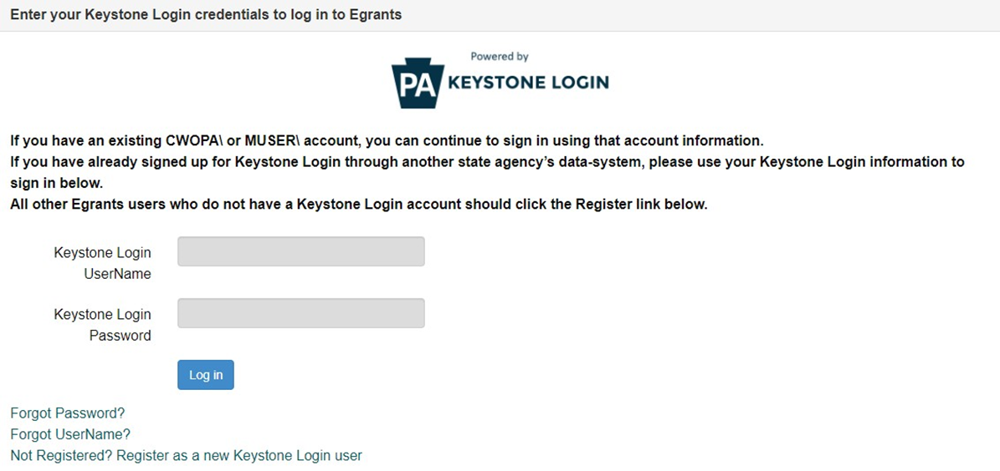 Enter your Keystone Login credentials to log in to Egrants
Powered by
PA KEYSTONE LOGIN
If you have an existing CWOPA\ or MUSER\ account, you can continue to sign in using that account information.
If you have already signed up for Keystone Login through another state agency’s data-system, please use your Keystone Login information to
sign in below.
All other Egrants users who do not have a Keystone Login account should click the Register link below.
Keystone Login
UserName
Keystone Login
Password
Log in
Forgot Password?
Forgot UserName?
Not Registered? Register as a new Keystone Login user